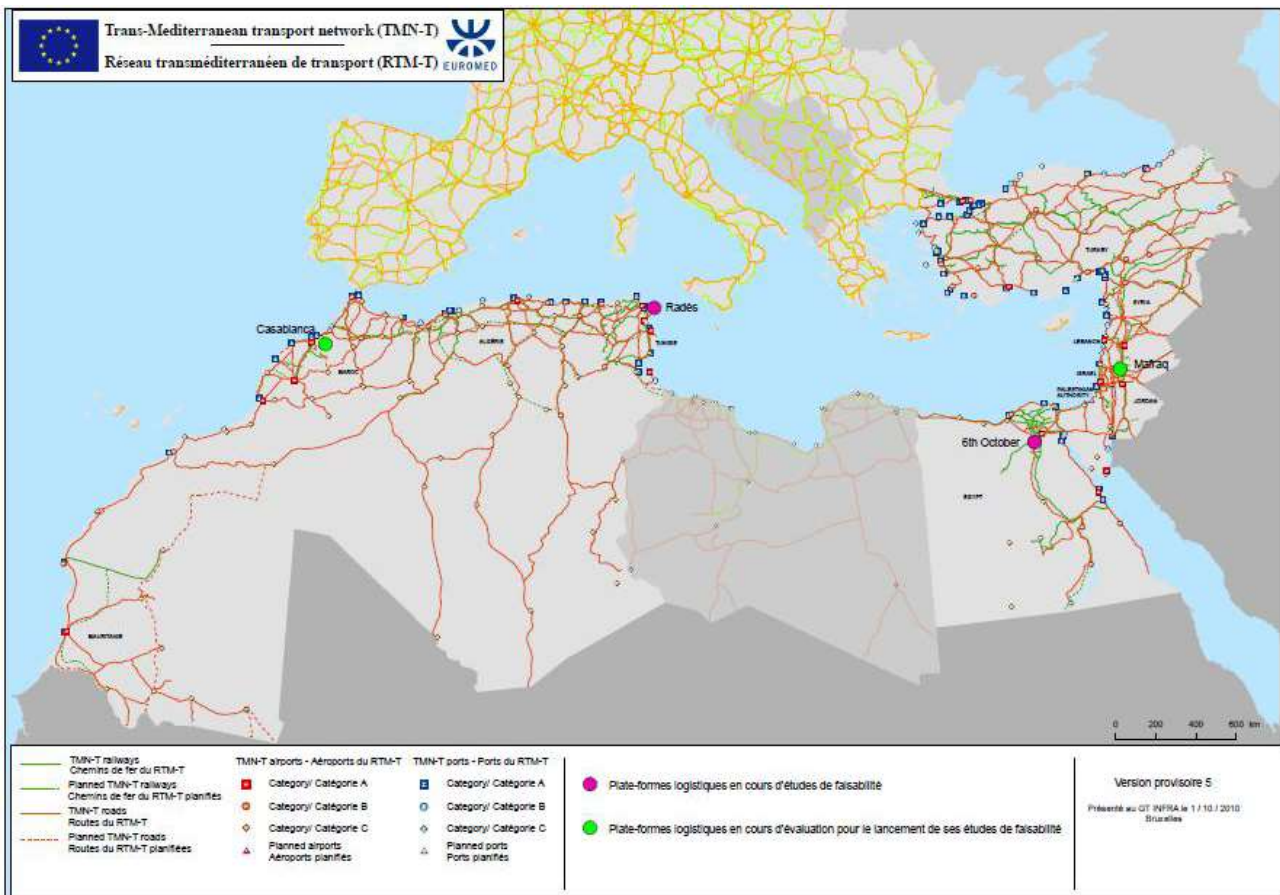 Trans-Mediterranean transport network (TMN-T)
Réseau transméditerranéen de transport (RTM-T)
EUROMED
Casablanca
Radès
Mafraq
6th October
MAROC
ALGÉRIE
TUNISIE
MAURITANIE
EGYPT
TURKEY
SYRIA
LEBANON
ISRAEL
PALESTINIAN
AUTHORITY
JORDAN
0 200 400 600 km
TMN-T railways
Chemins de fer du RTM-T
Planned TMN-T railways
Chemins de fer du RTM-T planifiés
TMN-T roads
Routes du RTM-T
Planned TMN-T roads
Routes du RTM-T planifiées
TMN-T airports - Aéroports du RTM-T
Category/ Catégorie A
Category/ Catégorie B
Category/ Catégorie C
Planned airports
Aéroports planifiés
TMN-T ports - Ports du RTM-T
Category/ Catégorie A
Category/ Catégorie B
Category/ Catégorie C
Planned ports
Ports planifiés
Plate-formes logistiques en cours d'études de faisabilité
Plate-formes logistiques en cours d'évaluation pour le lancement de ses études de faisabilité
Version provisoire 5
Présenté au GT INFRA le 1 / 10 / 2010
Bruxelles